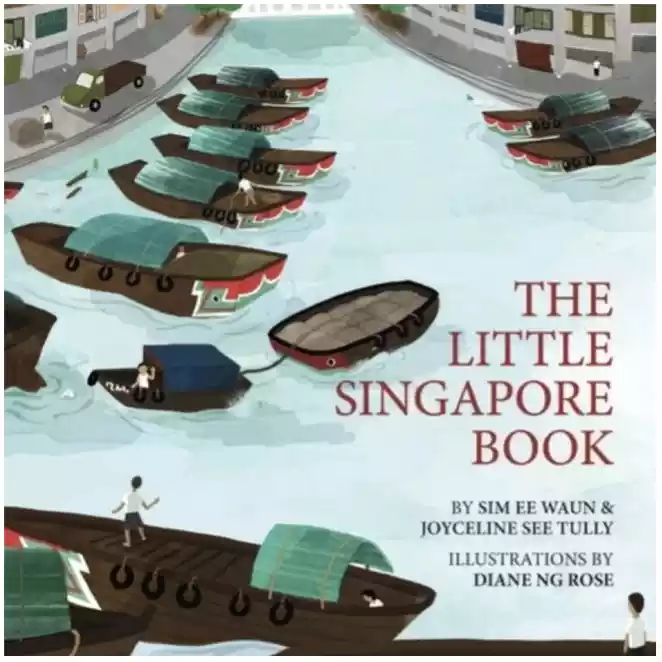 THE
LITTLE
SINGAPORE
BOOK
BY SIM EE WAUN &
JOYCELINE SEE TULLY
ILLUSTRATIONS BY
DIANE NG ROSE